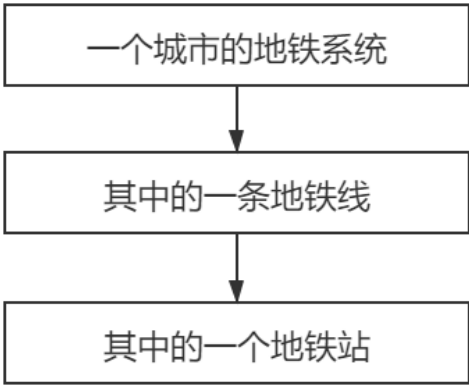 一个城市的地铁系统
其中的一条地铁线
其中的一个地铁站